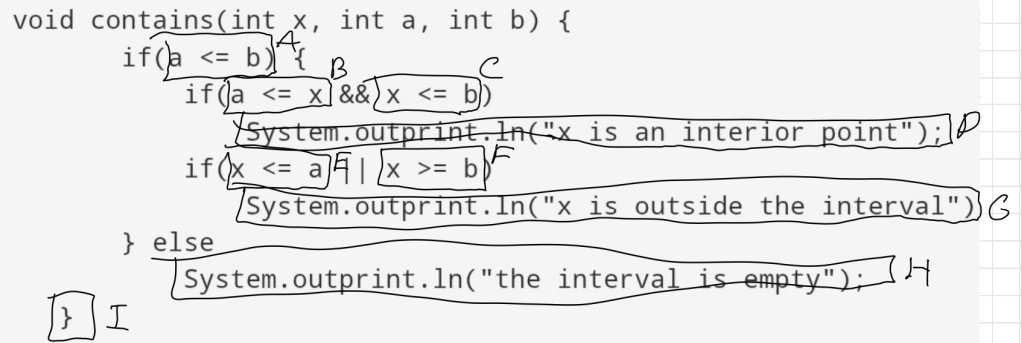 void contains(int x, int a, int b) {
if(a <= b) { A
if(a <= x && x <= b) B C
System.outprint.ln("x is an interior point"); D
if(x <= a || x >= b) E F
System.outprint.ln("x is outside the interval") G
} else
System.outprint.ln("the interval is empty"); H
} I